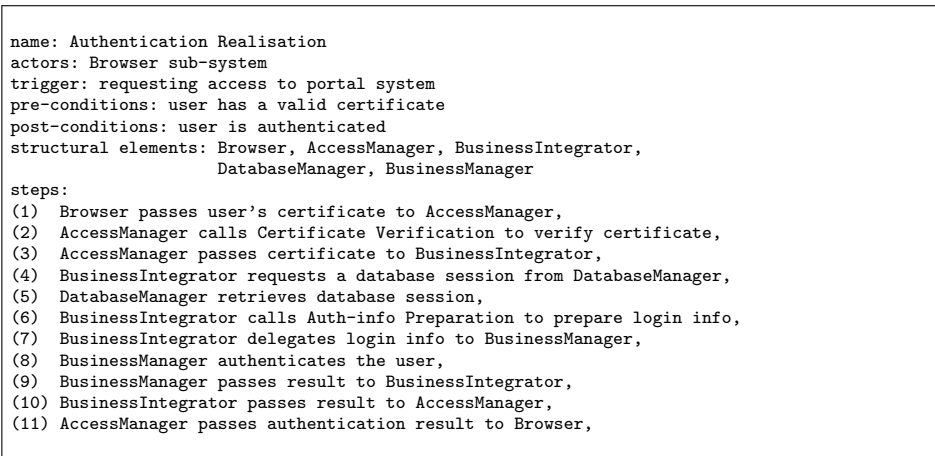 name: Authentication Realisation
actors: Browser sub-system
trigger: requesting access to portal system
pre-conditions: user has a valid certificate
post-conditions: user is authenticated
structural elements: Browser, AccessManager, BusinessIntegrator,
DatabaseManager, BusinessManager
steps:
(1) Browser passes user's certificate to AccessManager,
(2) AccessManager calls Certificate Verification to verify certificate,
(3) AccessManager passes certificate to BusinessIntegrator,
(4) BusinessIntegrator requests a database session from DatabaseManager,
(5) DatabaseManager retrieves database session,
(6) BusinessIntegrator calls Auth-info Preparation to prepare login info,
(7) BusinessIntegrator delegates login info to BusinessManager,
(8) BusinessManager authenticates the user,
(9) BusinessManager passes result to BusinessIntegrator,
(10) BusinessIntegrator passes result to AccessManager,
(11) AccessManager passes authentication result to Browser,